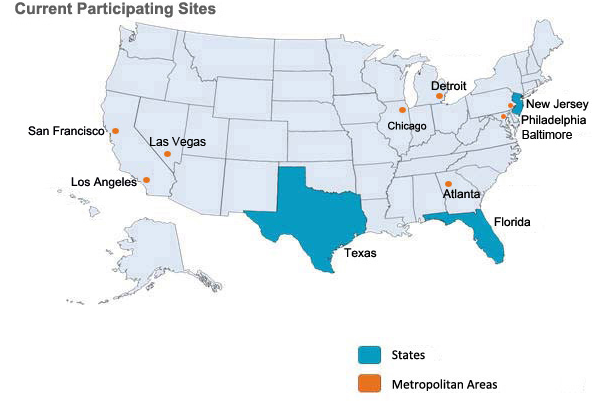 Current Participating Sites
Detroit
New Jersey
Chicago
Philadelphia
San Francisco
Baltimore
Las Vegas
Los Angeles
Atlanta
Florida
Texas
States
Metropolitan Areas